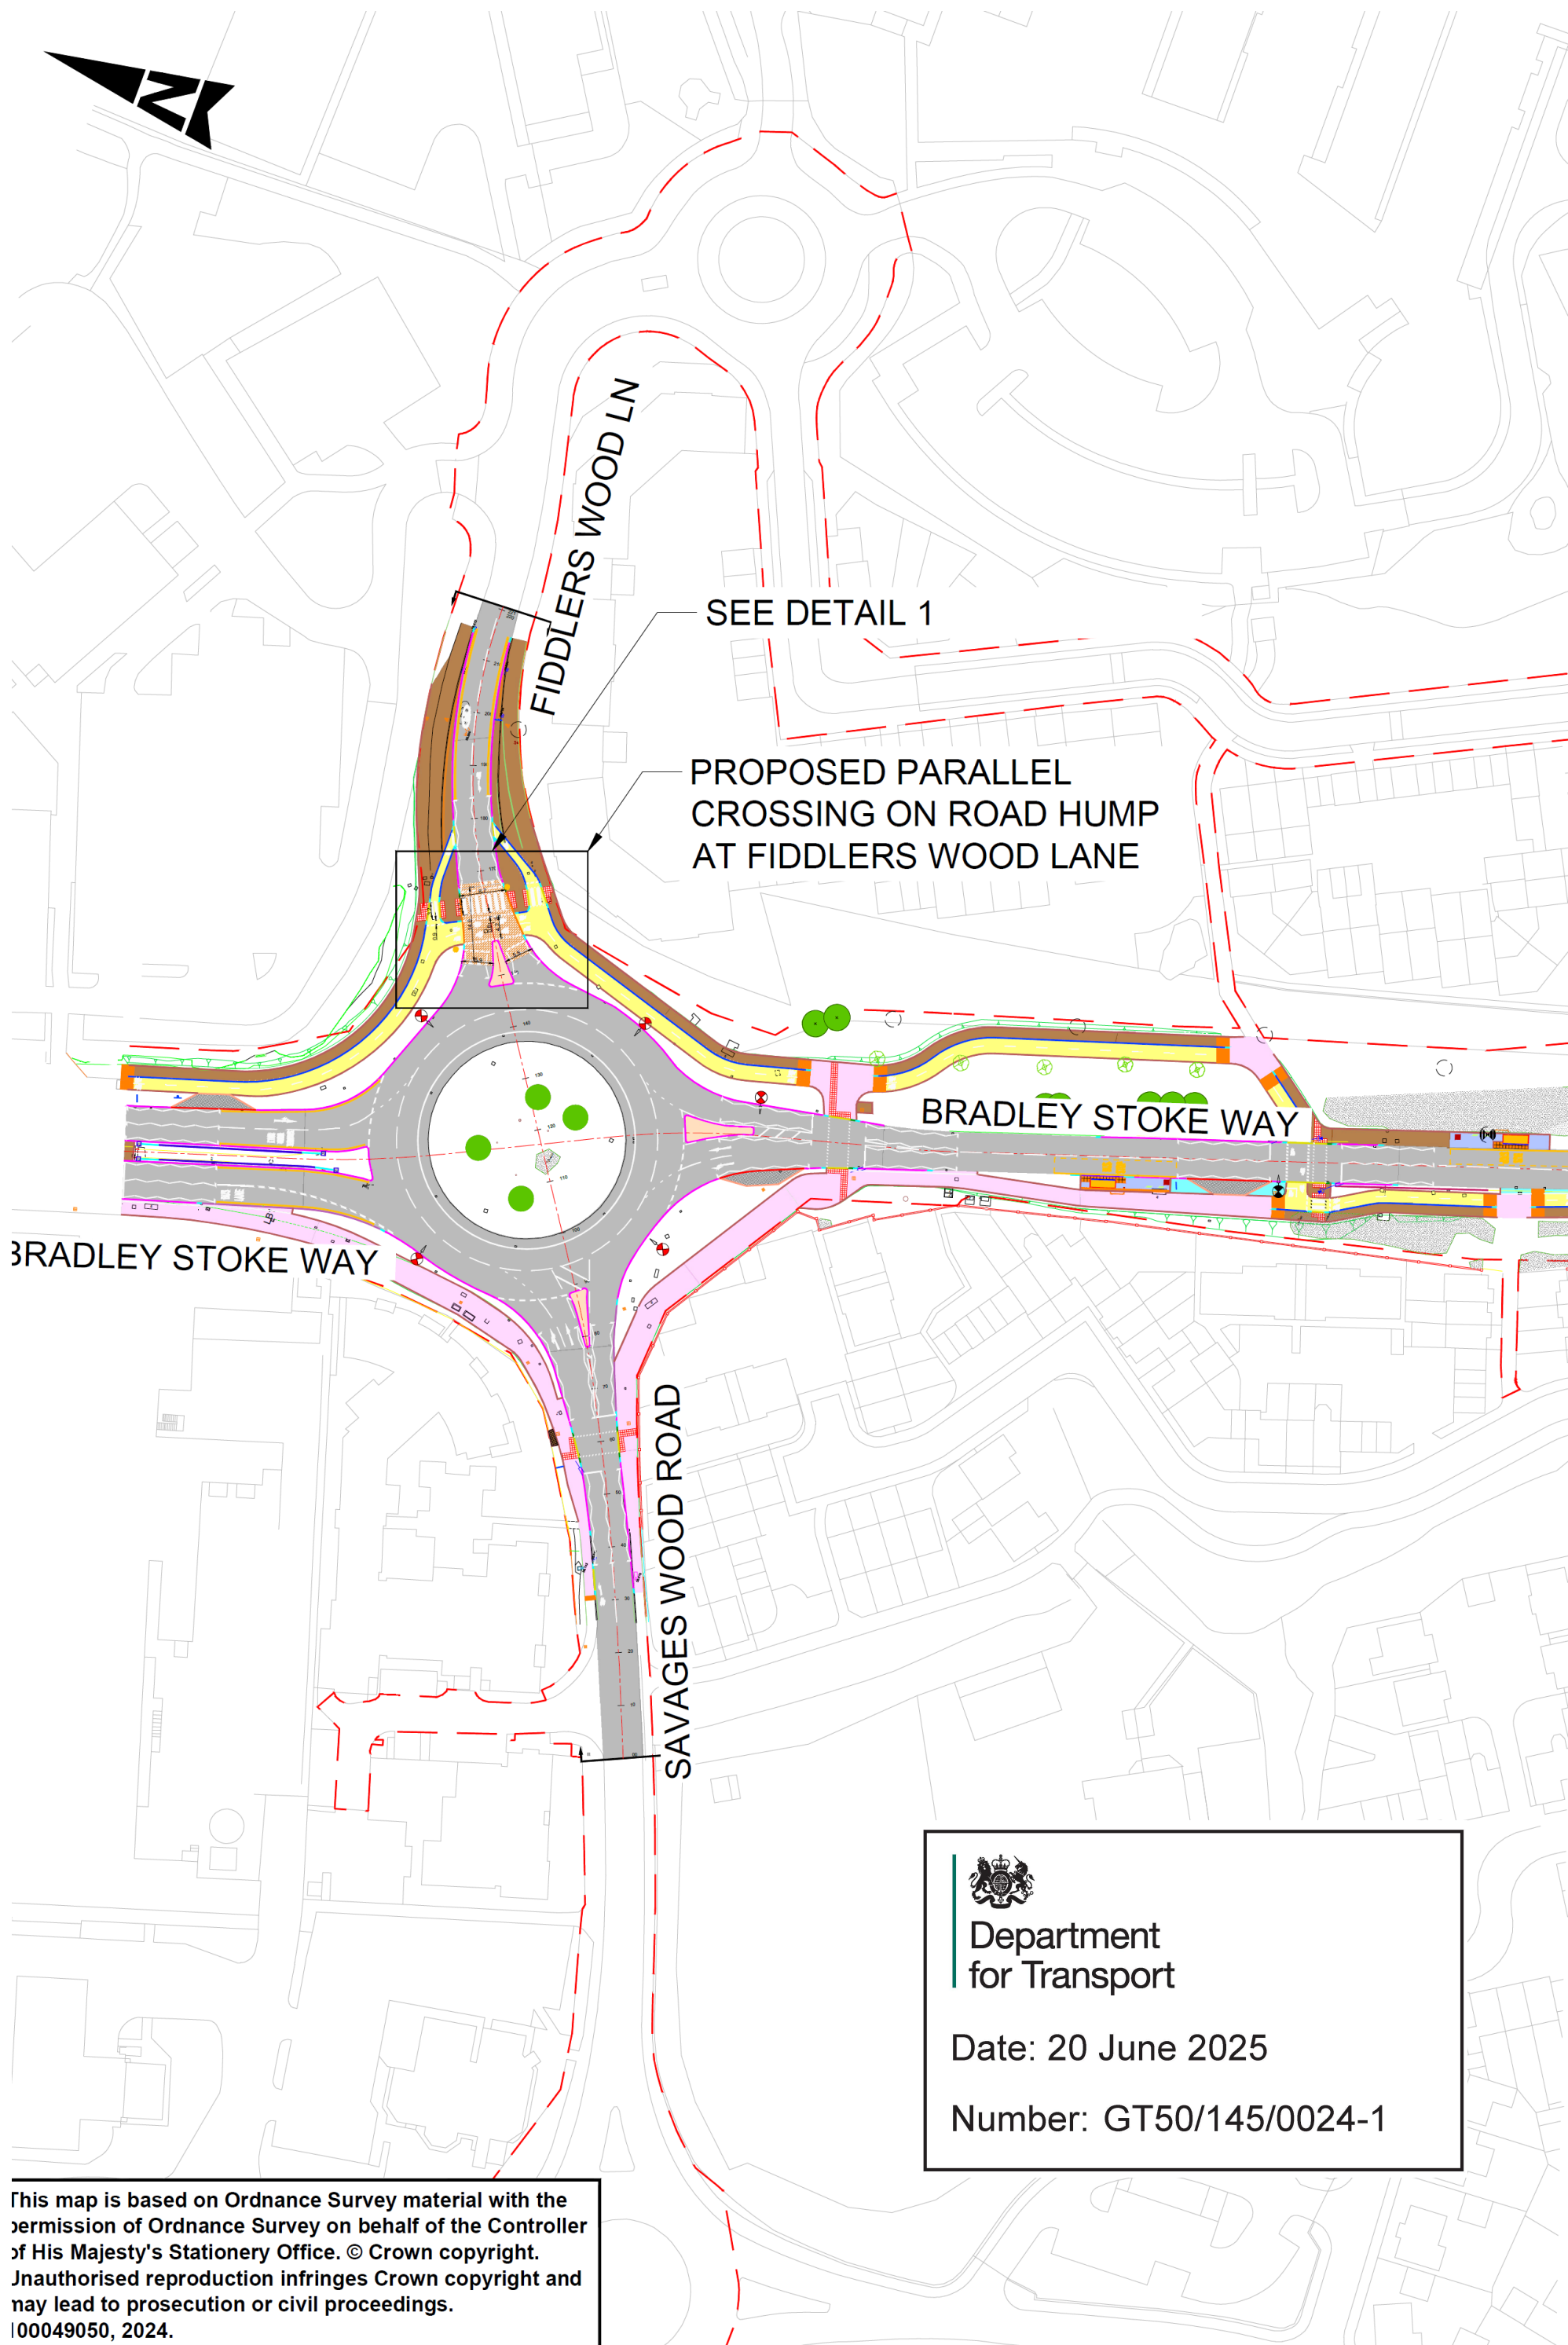 N
FIDDLERS WOOD LN
SEE DETAIL 1
PROPOSED PARALLEL
CROSSING ON ROAD HUMP
AT FIDDLERS WOOD LANE
BRADLEY STOKE WAY
BRADLEY STOKE WAY
SAVAGES WOOD ROAD
Department
for Transport
Date: 20 June 2025
Number: GT50/145/0024-1
This map is based on Ordnance Survey material with the
permission of Ordnance Survey on behalf of the Controller
of His Majesty's Stationery Office. © Crown copyright.
Unauthorised reproduction infringes Crown copyright and
may lead to prosecution or civil proceedings.
100049050, 2024.